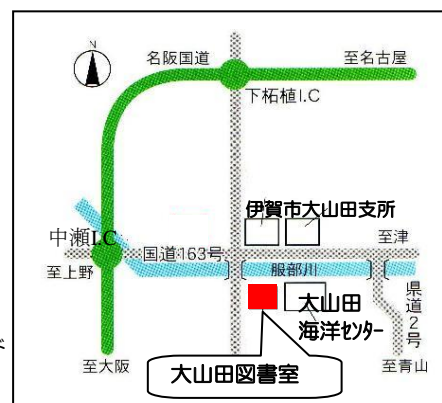 N
名阪国道
至名古屋
下柘植I.C
伊賀市大山田支所
中瀬I.C
国道163号
至津
至上野
服部川
県道2号
大山田
海洋センター
ド
至大阪
大山田図書室
至青山